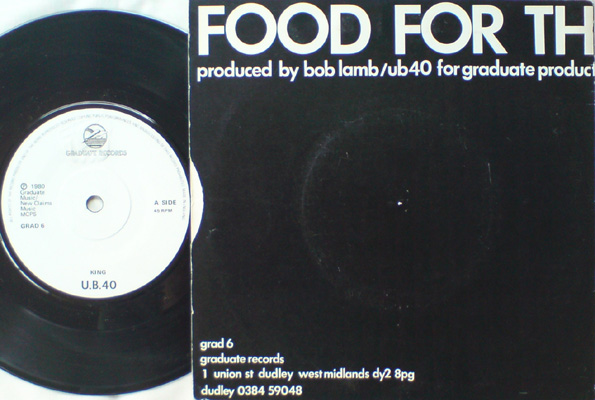 GRADUATE RECORDS
Ⓟ 1980
Graduate
Music/
New Claims
Music
MCPS
GRAD 6
A SIDE
45 RPM
KING
U.B.40
FOOD FOR TH
produced by bob lamb/ub40 for graduate product
grad 6
graduate records
1 union st dudley westmidlands dy2 8pg
dudley 0384 59048